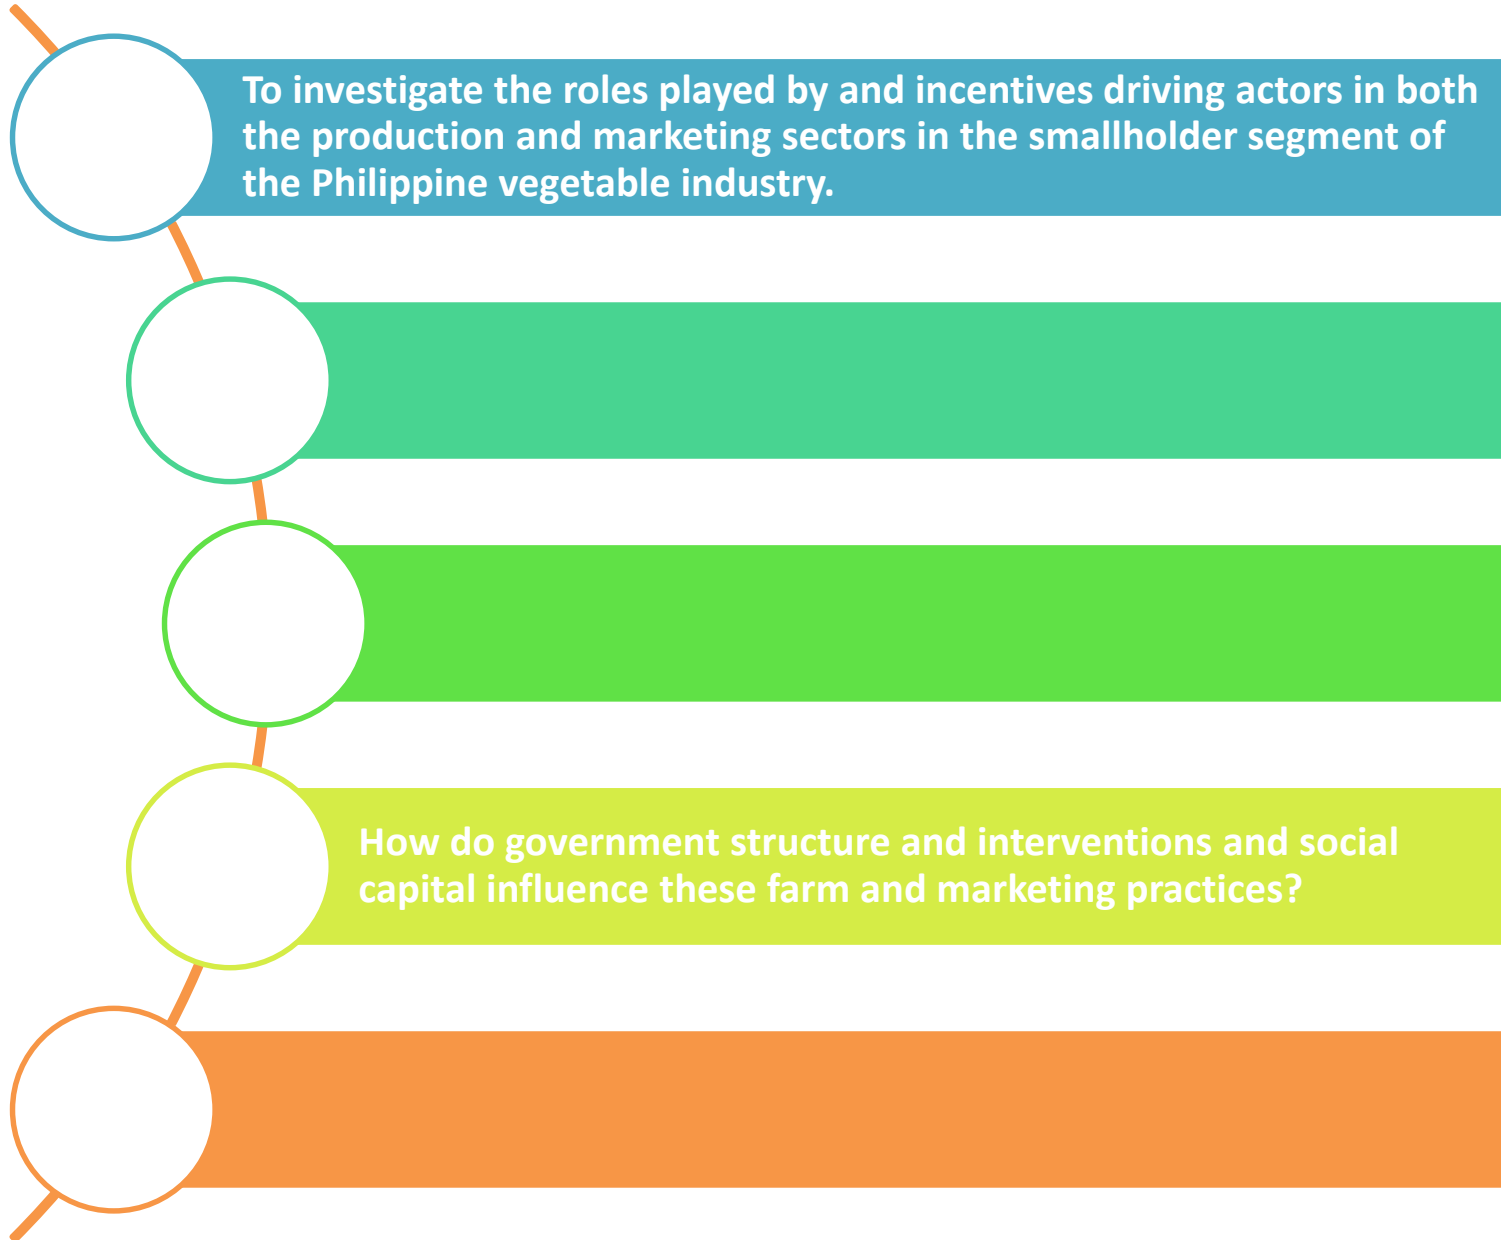 To investigate the roles played by and incentives driving actors in both
the production and marketing sectors in the smallholder segment of
the Philippine vegetable industry.
How do government structure and interventions and social
capital influence these farm and marketing practices?